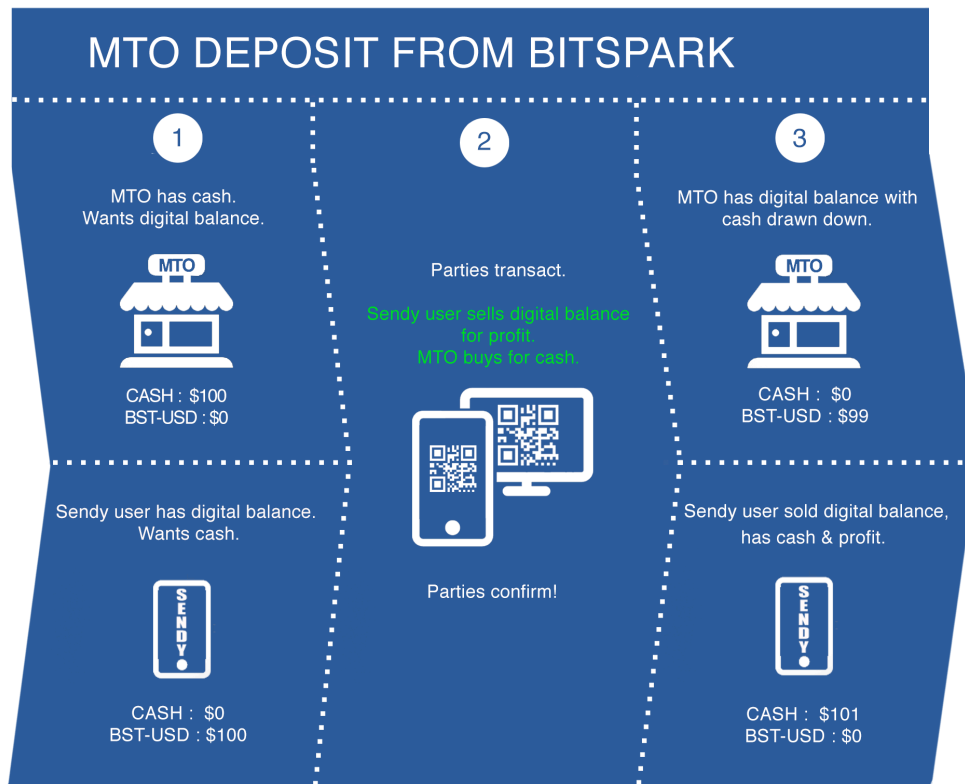 MTO DEPOSIT FROM BITSPARK
1
MTO has cash.
Wants digital balance.
MTO
CASH : $100
BST-USD : $0
Sendy user has digital balance.
Wants cash.
SENDY
CASH : $0
BST-USD : $100
2
Parties transact.
Sendy user sells digital balance
for profit.
MTO buys for cash.
Parties confirm!
3
MTO has digital balance with
cash drawn down.
MTO
CASH : $0
BST-USD : $99
Sendy user sold digital balance,
has cash & profit.
SENDY
CASH : $101
BST-USD : $0